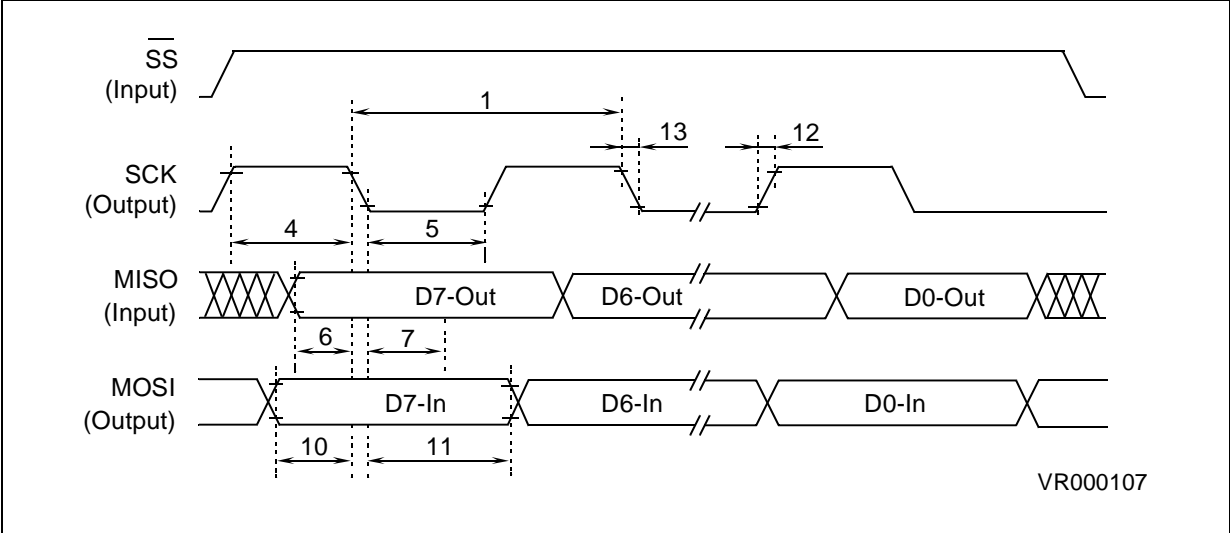 SS
(Input)
1
13
12
SCK
(Output)
4
5
MISO
(Input)
D7-Out
D6-Out
D0-Out
6
7
MOSI
(Output)
D7-In
D6-In
D0-In
10
11
VR000107